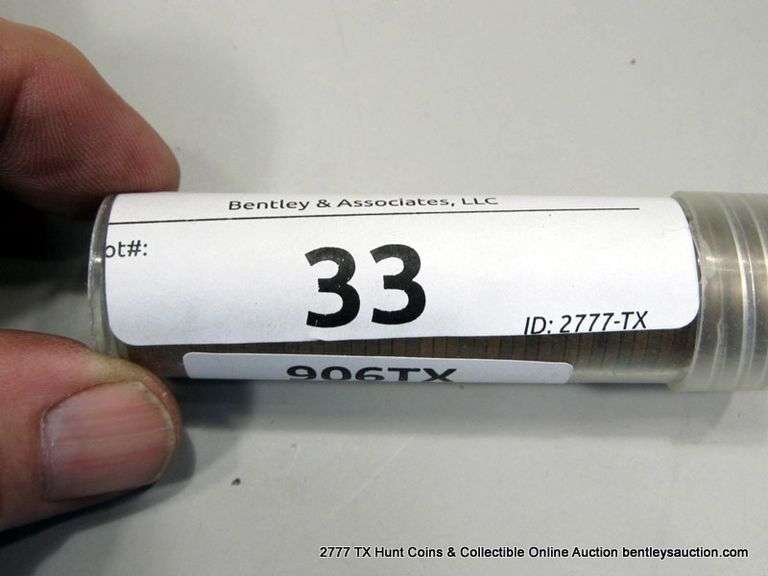 Bentley & Associates, LLC
ot#:
33
ID: 2777-TX
906TX
2777 TX Hunt Coins & Collectible Online Auction bentleysauction.com